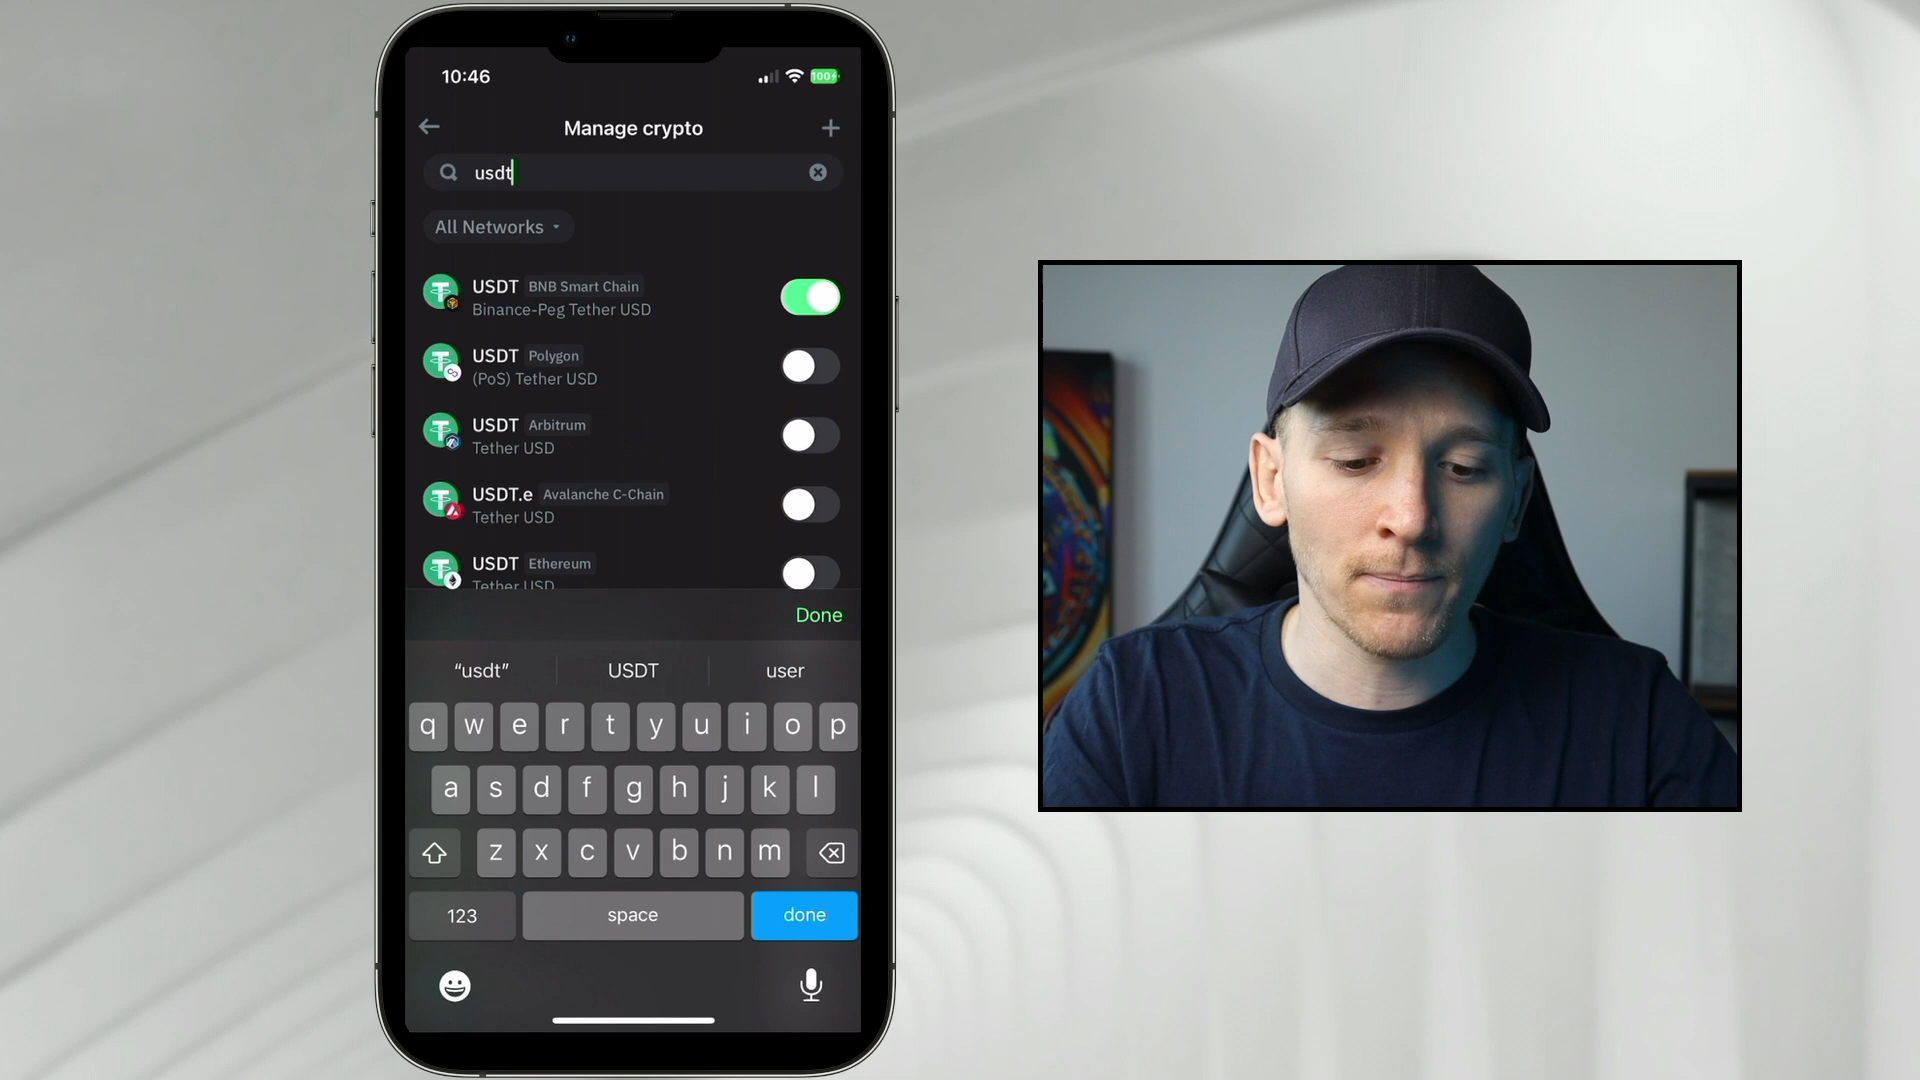 10:46
100
Manage crypto
usdt
All Networks
USDT BNB Smart Chain
Binance-Peg Tether USD
USDT Polygon
(PoS) Tether USD
USDT Arbitrum
Tether USD
USDT.e Avalanche C-Chain
Tether USD
USDT Ethereum
Tether USD
Done
“usdt” USDT user
q w e r t y u i o p
a s d f g h j k l
z x c v b n m
123 space done